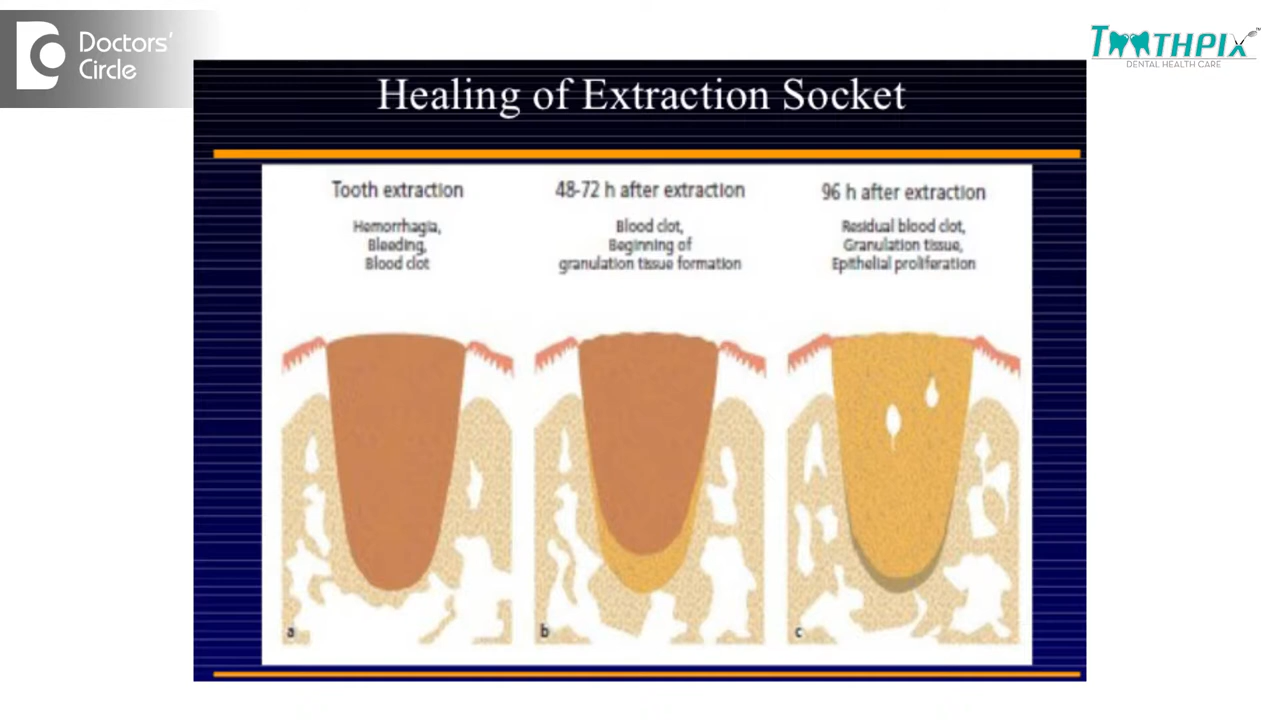 Doctors'
Circle
TOOTHPIX
DENTAL HEALTH CARE
Healing of Extraction Socket
Tooth extraction
Hemorrhagia,
Bleeding,
Blood clot
48-72 h after extraction
Blood clot,
Beginning of
granulation tissue formation
96 h after extraction
Residual blood clot,
Granulation tissue,
Epithelial proliferation
a
b
c